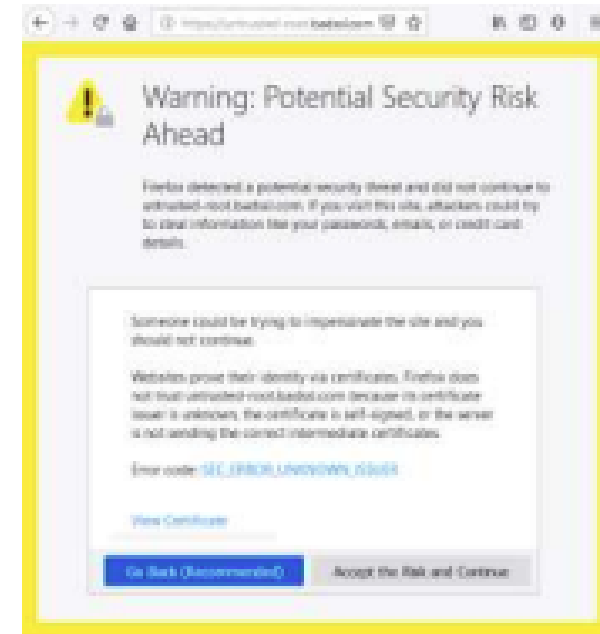 https://untrusted-root.badssl.com
Warning: Potential Security Risk
Ahead
Firefox detected a potential security threat and did not continue to
untrusted-root.badssl.com. If you visit this site, attackers could try
to steal information like your passwords, emails, or credit card
details.
Someone could be trying to impersonate the site and you
should not continue.
Websites prove their identity via certificates. Firefox does
not trust untrusted-root.badssl.com because its certificate
issuer is unknown, the certificate is self-signed, or the server
is not sending the correct intermediate certificates.
Error code: SEC_ERROR_UNKNOWN_ISSUER
View Certificate
Go Back (Recommended)
Accept the Risk and Continue